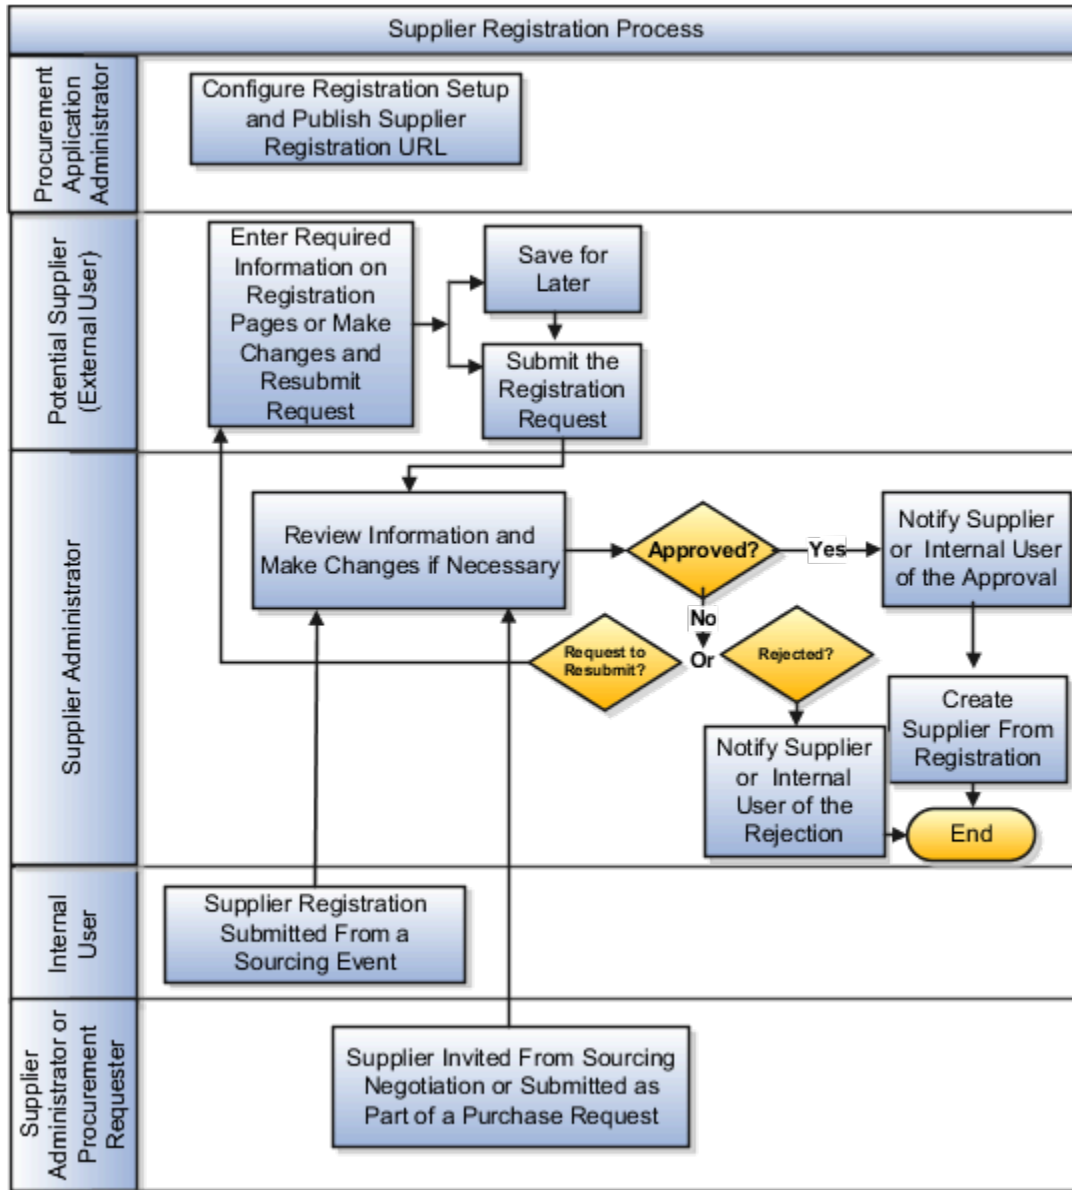 Supplier Registration Process
Procurement
Application
Administrator
Configure Registration Setup
and Publish Supplier
Registration URL
Potential Supplier
(External User)
Enter Required
Information on
Registration
Pages or Make
Changes and
Resubmit
Request
Save for
Later
Submit the
Registration
Request
Supplier Administrator
Review Information and
Make Changes if Necessary
Approved?
Yes
Notify Supplier
or Internal User
of the Approval
No
Or
Request to
Resubmit?
Rejected?
Create
Supplier From
Registration
Notify Supplier
or Internal
User of the
Rejection
End
Internal
User
Supplier Registration
Submitted From a
Sourcing Event
Supplier
Administrator or
Procurement
Requester
Supplier Invited From Sourcing
Negotiation or Submitted as
Part of a Purchase Request